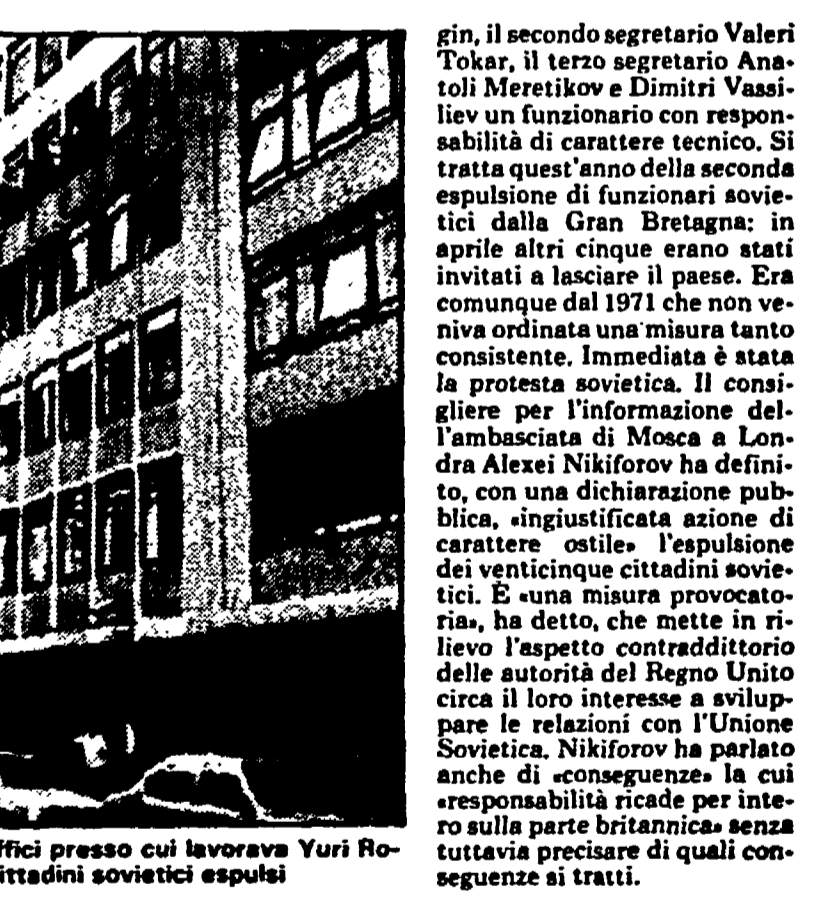 gin, il secondo segretario Valeri
Tokar, il terzo segretario Ana-
toli Meretikov e Dimitri Vassi-
liev un funzionario con respon-
sabilità di carattere tecnico. Si
tratta quest'anno della seconda
espulsione di funzionari sovie-
tici dalla Gran Bretagna: in
aprile altri cinque erano stati
invitati a lasciare il paese. Era
comunque dal 1971 che non ve-
niva ordinata una misura tanto
consistente. Immediata è stata
la protesta sovietica. Il consi-
gliere per l'informazione del-
l'ambasciata di Mosca a Lon-
dra Alexei Nikiforov ha defini-
to, con una dichiarazione pub-
blica, «ingiustificata azione di
carattere ostile» l'espulsione
dei venticinque cittadini sovie-
tici. È «una misura provocato-
ria», ha detto, che mette in ri-
lievo l'aspetto contraddittorio
delle autorità del Regno Unito
circa il loro interesse a svilup-
pare le relazioni con l'Unione
Sovietica. Nikiforov ha parlato
anche di «conseguenze» la cui
«responsabilità ricade per inte-
ro sulla parte britannica» senza
tuttavia precisare di quali con-
seguenze si tratti.
ffici presso cui lavorava Yuri Ro-
ittadini sovietici espulsi